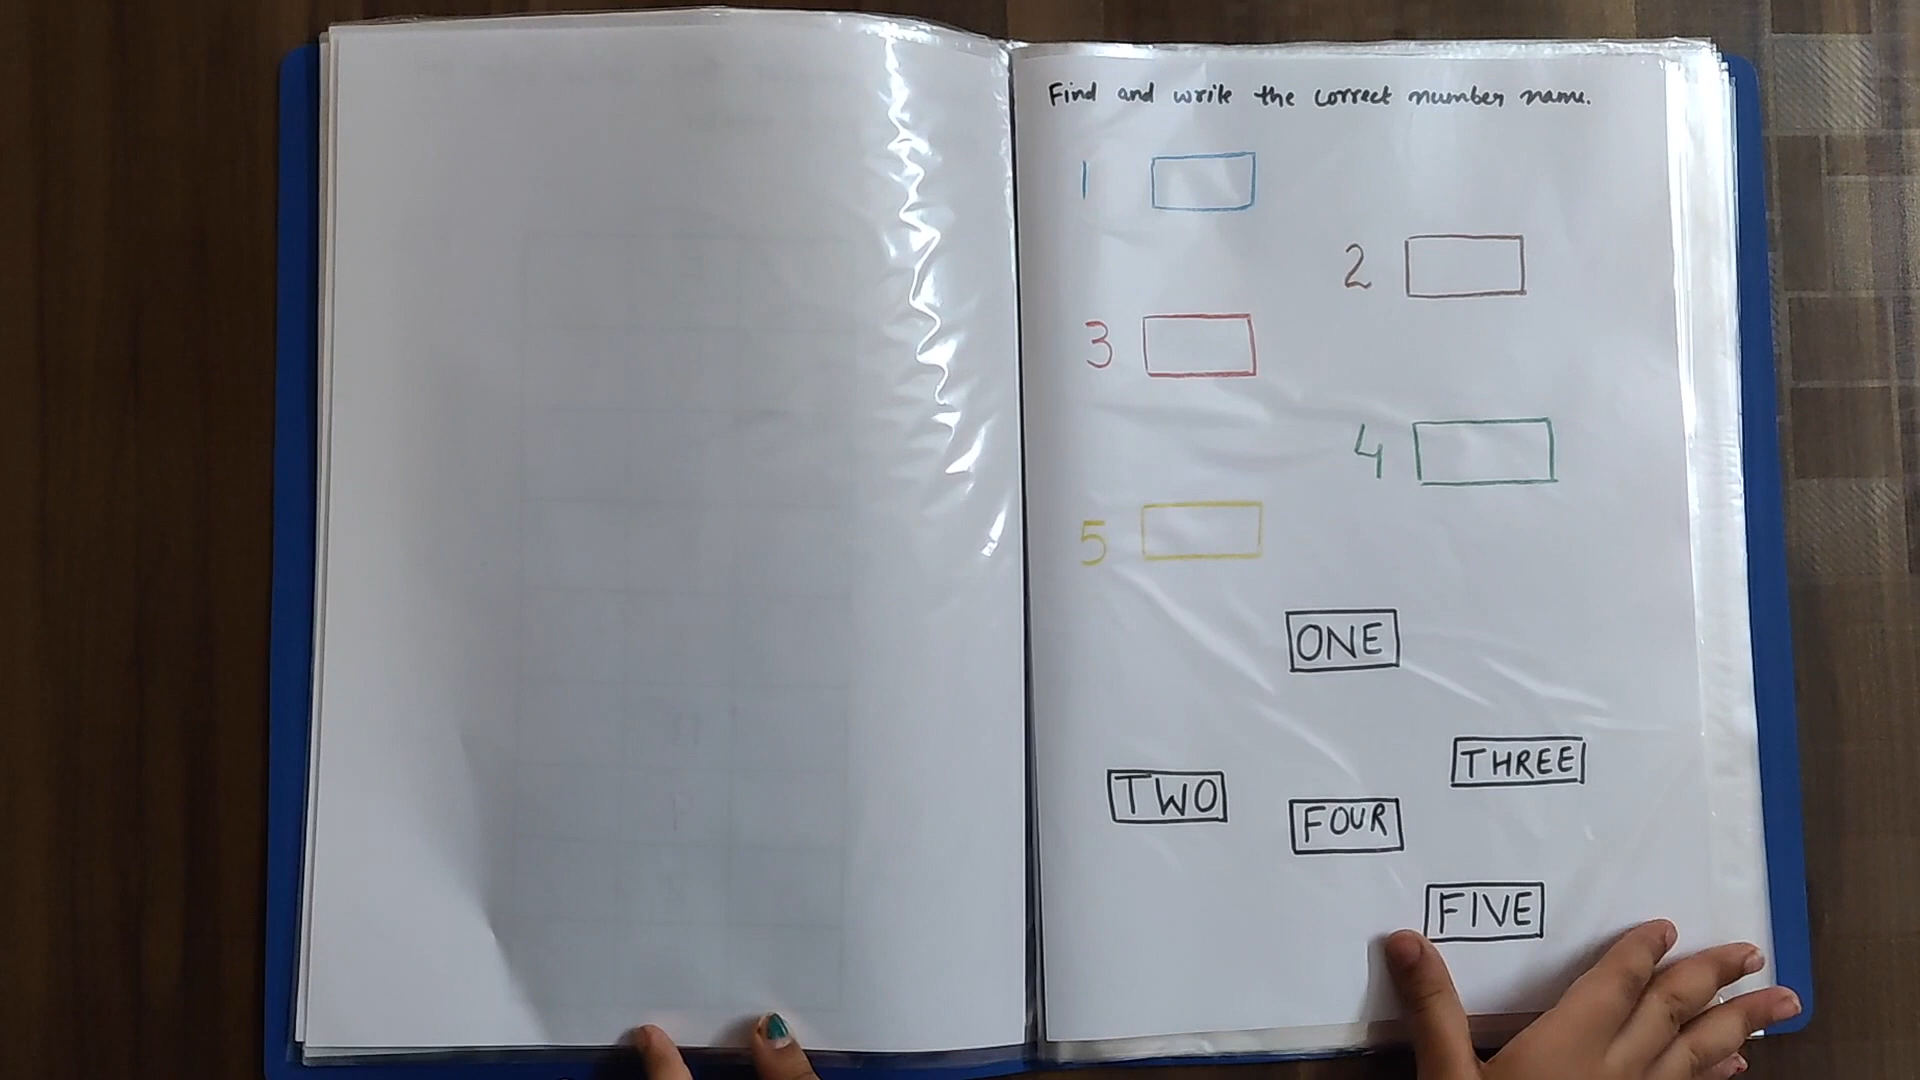 Find and write the correct number name.
1
2
3
4
5
ONE
THREE
TWO
FOUR
FIVE